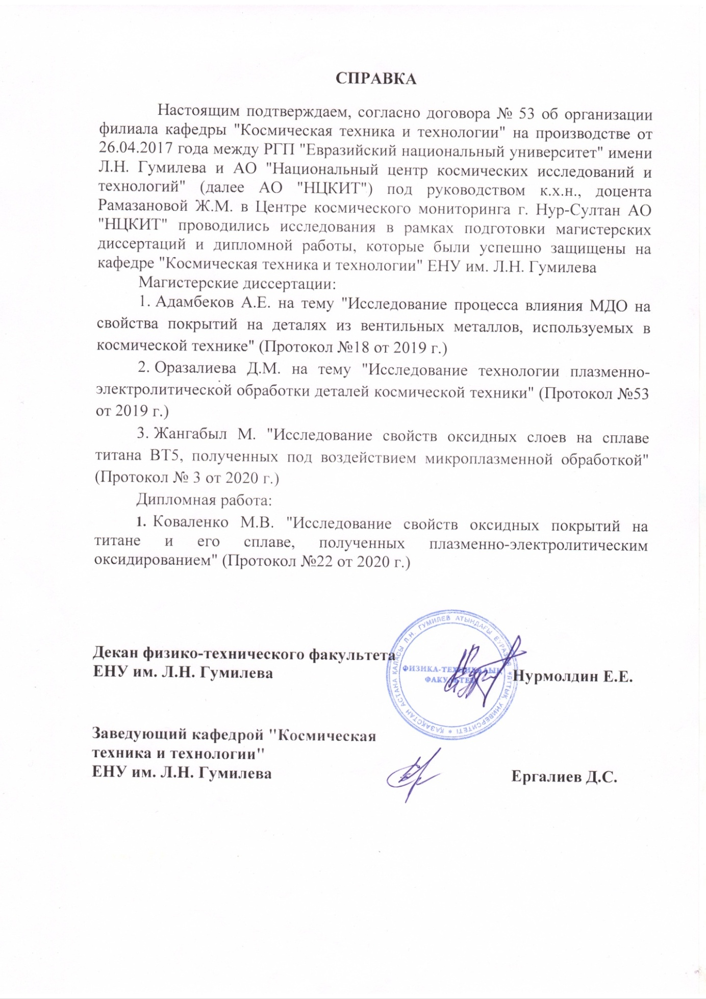 СПРАВКА
Настоящим подтверждаем, согласно договора № 53 об организации
филиала кафедры "Космическая техника и технологии" на производстве от
26.04.2017 года между РГП "Евразийский национальный университет" имени
Л.Н. Гумилева и АО "Национальный центр космических исследований и
технологий" (далее АО "НЦКИТ") под руководством к.х.н., доцента
Рамазановой Ж.М. в Центре космического мониторинга г. Нур-Султан АО
"НЦКИТ" проводились исследования в рамках подготовки магистерских
диссертаций и дипломной работы, которые были успешно защищены на
кафедре "Космическая техника и технологии" ЕНУ им. Л.Н. Гумилева
Магистерские диссертации:
1. Адамбеков А.Е. на тему "Исследование процесса влияния МДО на
свойства покрытий на деталях из вентильных металлов, используемых в
космической технике" (Протокол №18 от 2019 г.)
2. Оразалиева Д.М. на тему "Исследование технологии плазменно-
электролитической обработки деталей космической техники" (Протокол №53
от 2019 г.)
3. Жангабыл М. "Исследование свойств оксидных слоев на сплаве
титана ВТ5, полученных под воздействием микроплазменной обработкой"
(Протокол № 3 от 2020 г.)
Дипломная работа:
1. Коваленко М.В. "Исследование свойств оксидных покрытий на
титане и его сплаве, полученных плазменно-электролитическим
оксидированием" (Протокол №22 от 2020 г.)
Декан физико-технического факультета
ЕНУ им. Л.Н. Гумилева
Нурмолдин Е.Е.
ҚАЗАҚСТАН АСТАНА ҚАЛАСЫ Л.Н. ГУМИЛЕВ АТЫНДАҒЫ ЕУРАЗИЯ ҰЛТТЫҚ УНИВЕРСИТЕТІ *
ФИЗИКА-ТЕХНИКАЛЫҚ
ФАКУЛЬТЕТІ
Заведующий кафедрой "Космическая
техника и технологии"
ЕНУ им. Л.Н. Гумилева
Ергалиев Д.С.